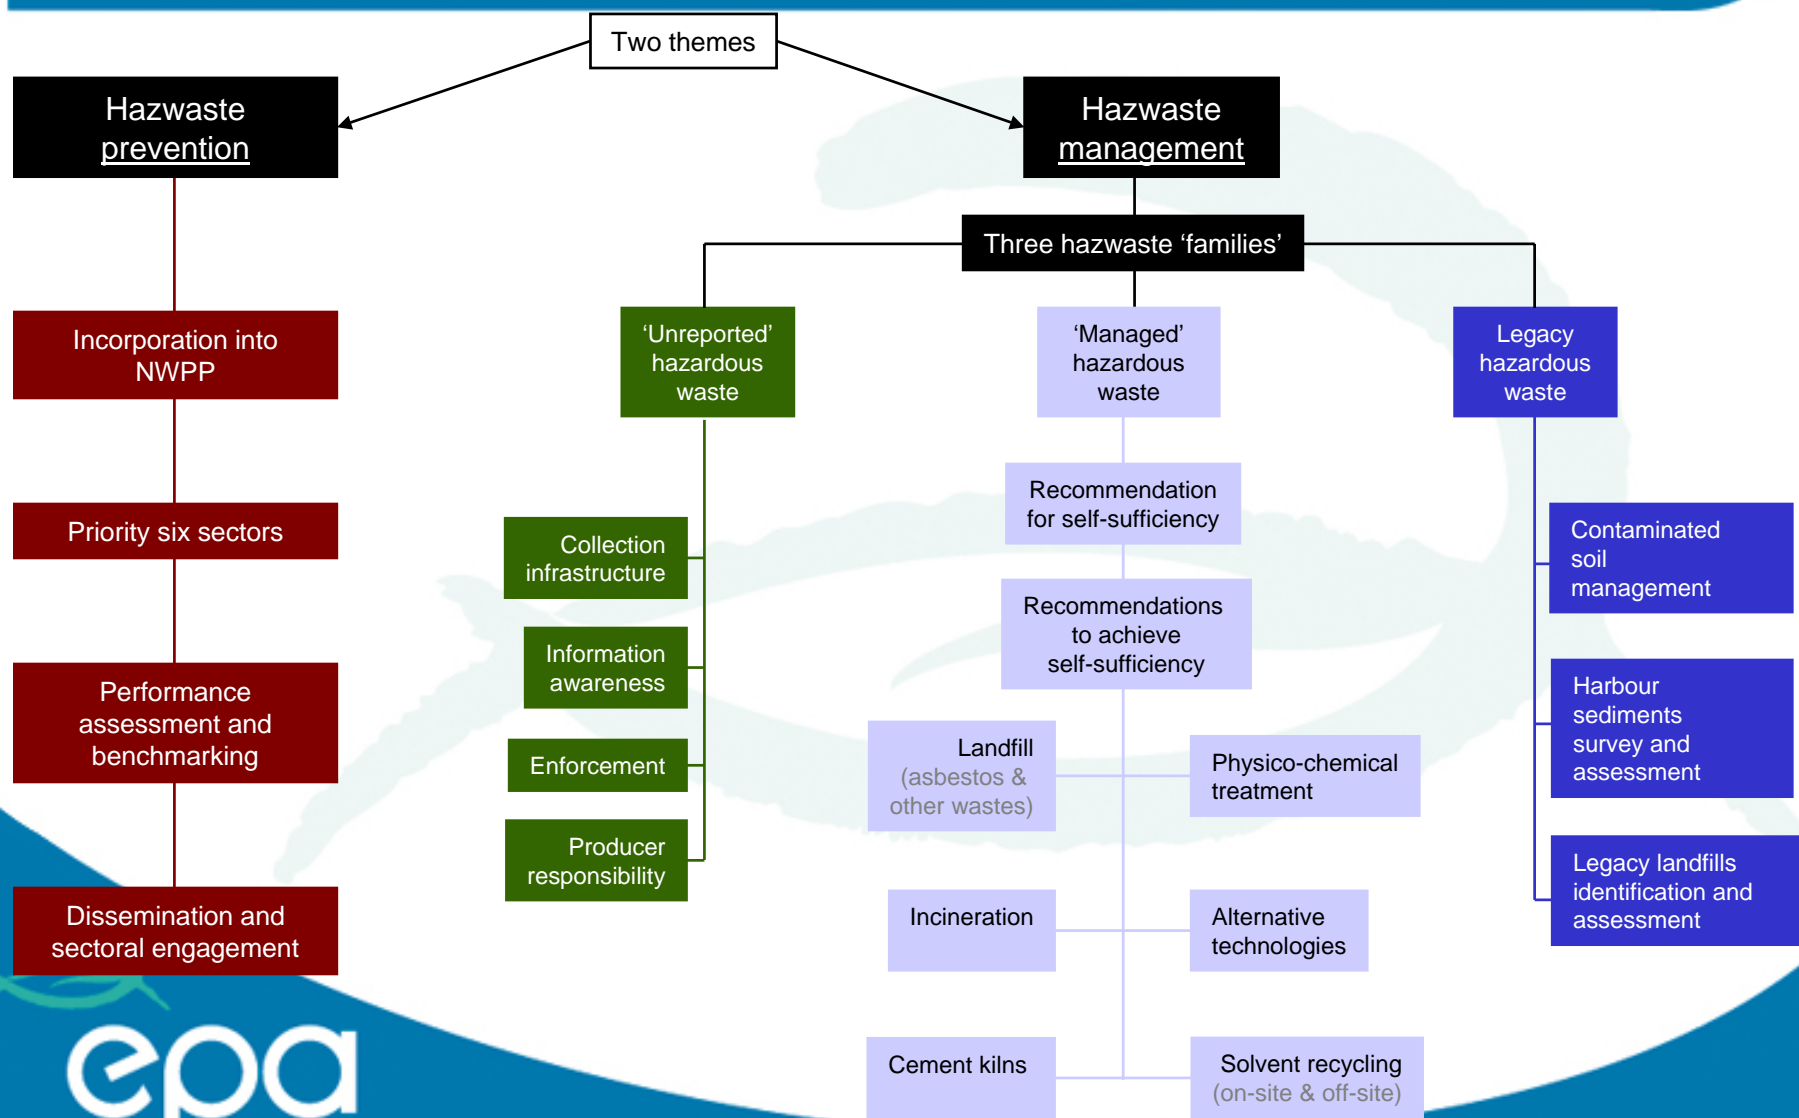 Two themes
Hazwaste
prevention
Incorporation into
NWPP
Priority six sectors
Performance
assessment and
benchmarking
Dissemination and
sectoral engagement
Hazwaste
management
Three hazwaste ‘families’
‘Unreported’
hazardous
waste
Collection
infrastructure
Information
awareness
Enforcement
Producer
responsibility
‘Managed’
hazardous
waste
Recommendation
for self-sufficiency
Recommendations
to achieve
self-sufficiency
Landfill
(asbestos &
other wastes)
Physico-chemical
treatment
Incineration
Alternative
technologies
Cement kilns
Solvent recycling
(on-site & off-site)
Legacy
hazardous
waste
Contaminated
soil
management
Harbour
sediments
survey and
assessment
Legacy landfills
identification and
assessment
epa